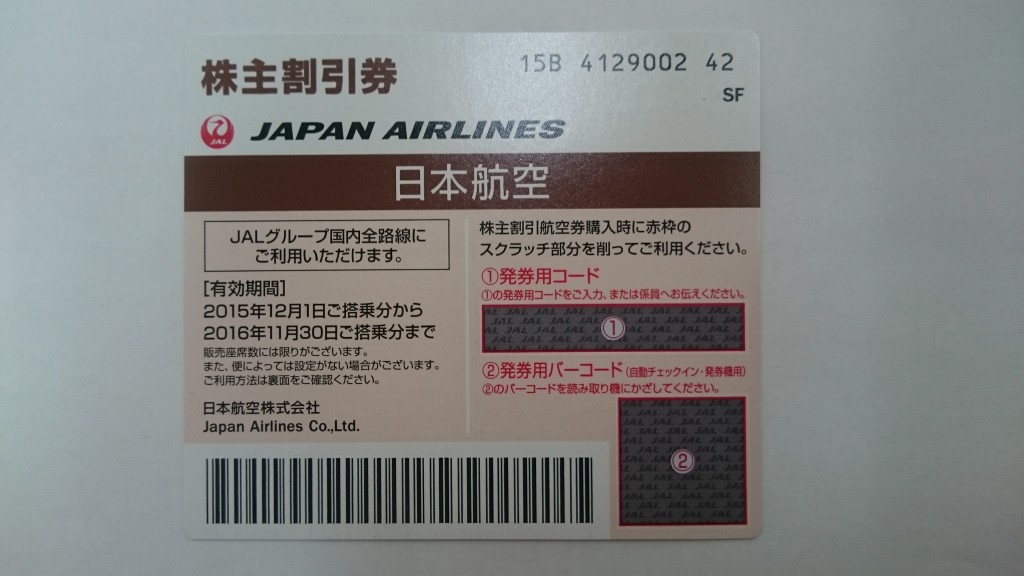 株主割引券
15B 4129002 42
SF
JAL
JAPAN AIRLINES
日本航空
JALグループ国内全路線に
ご利用いただけます。
[有効期間]
2015年12月1日ご搭乗分から
2016年11月30日ご搭乗分まで
販売座席数には限りがございます。
また、便によっては設定がない場合がございます。
ご利用方法は裏面をご確認ください。
日本航空株式会社
Japan Airlines Co.,Ltd.
株主割引航空券購入時に赤枠の
スクラッチ部分を削ってご利用ください。
①発券用コード
①の発券用コードをご入力、または係員へお伝えください。
①
②発券用バーコード(自動チェックイン・発券機用)
②のバーコードを読み取り機にかざしてください。
②